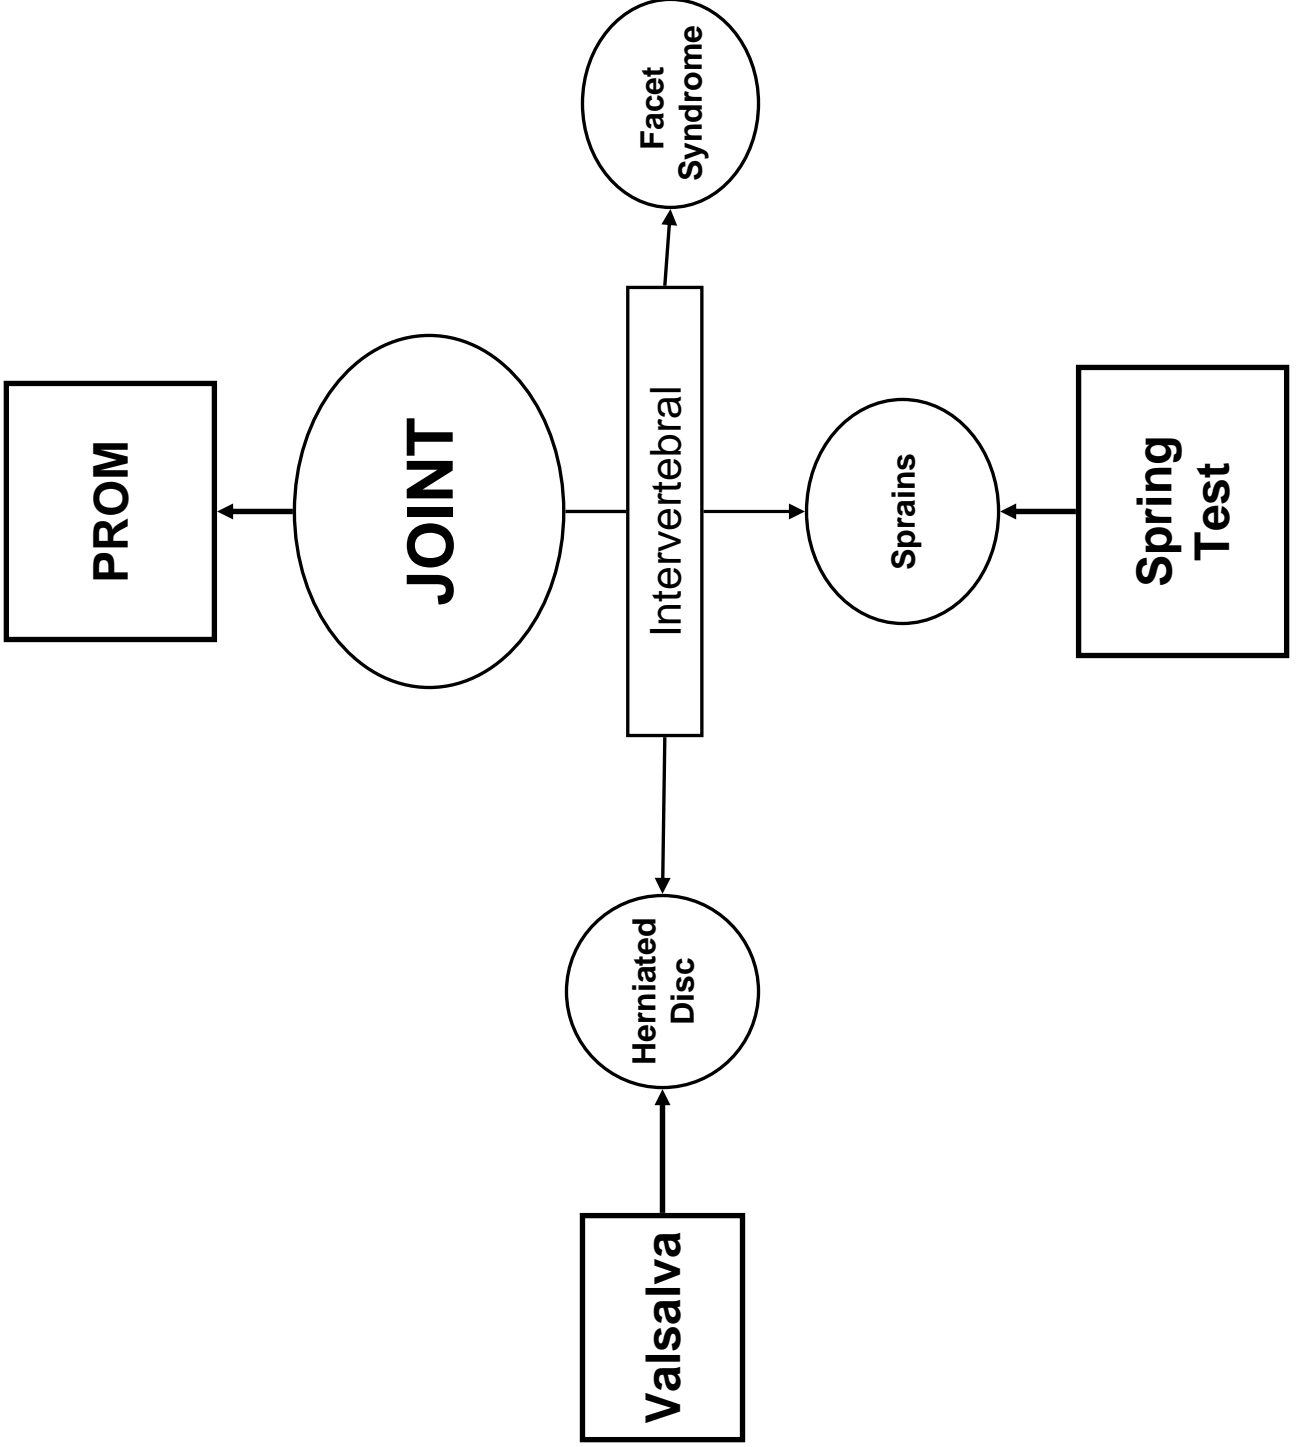 PROM
JOINT
Intervertebral
Facet
Syndrome
Sprains
Herniated
Disc
Spring
Test
Valsalva